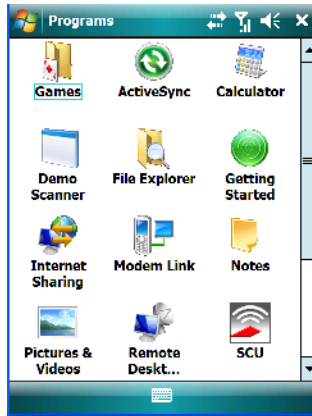 Programs
Games
ActiveSync
Calculator
Demo
Scanner
File Explorer
Getting
Started
Internet
Sharing
Modem Link
Notes
Pictures &
Videos
Remote
Deskt...
SCU